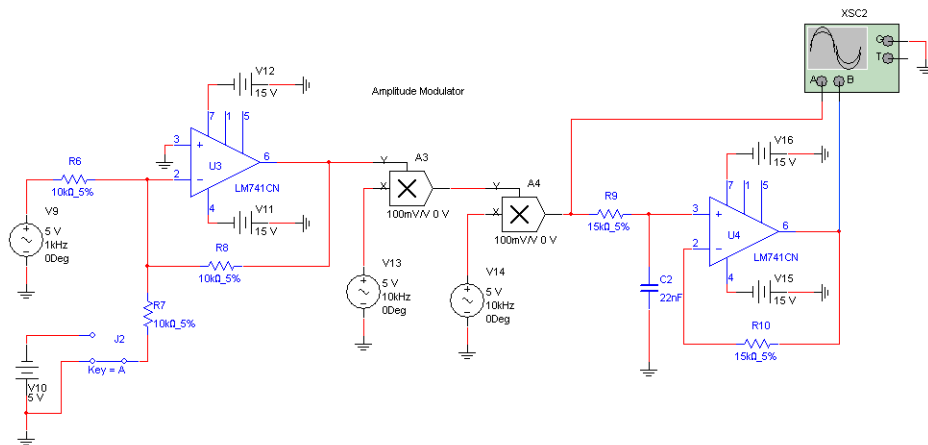 XSC2
G
T
A
B
V12
15 V
Amplitude Modulator
7
1
5
3
+
2
−
6
U3
LM741CN
4
V11
15 V
R6
10kΩ_5%
V9
5 V
1kHz
0Deg
R8
10kΩ_5%
R7
10kΩ_5%
J2
Key = A
V10
5 V
A3
Y
X
100mV/V 0 V
V13
5 V
10kHz
0Deg
A4
Y
X
100mV/V 0 V
V14
5 V
10kHz
0Deg
R9
15kΩ_5%
C2
22nF
V16
15 V
7
1
5
3
+
2
−
6
U4
LM741CN
4
V15
15 V
R10
15kΩ_5%